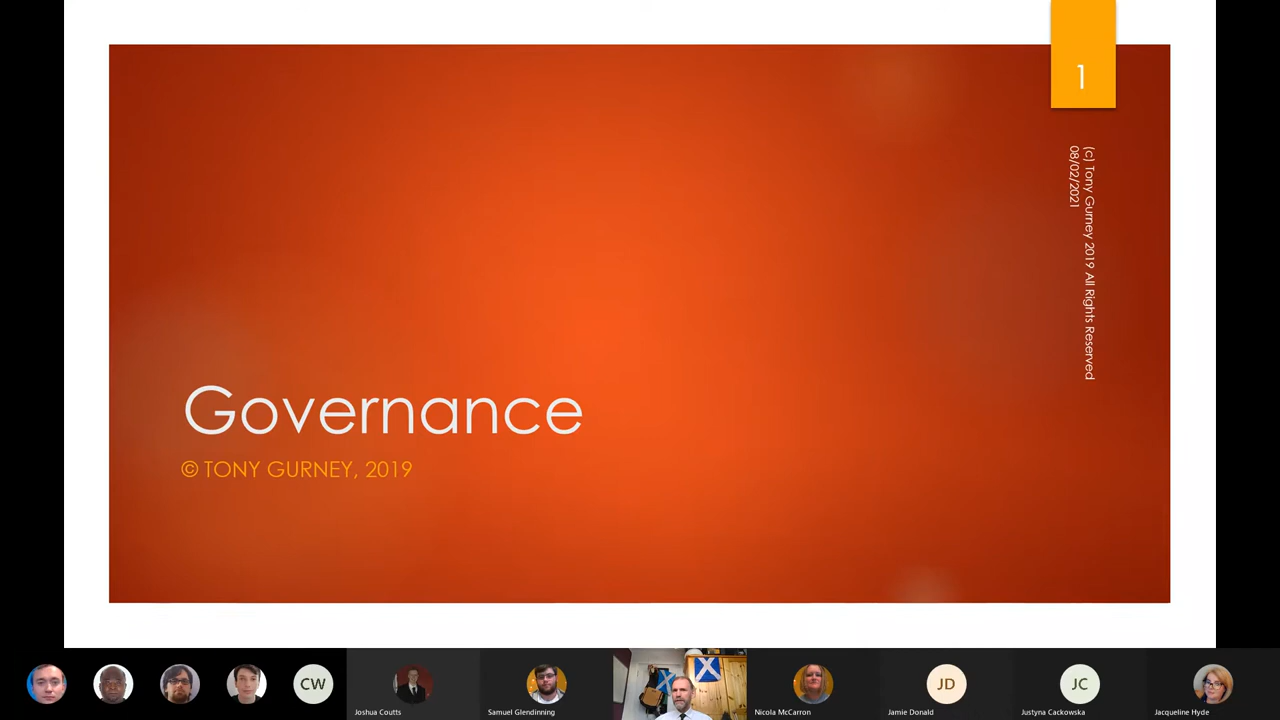 1
(c) Tony Gurney 2019 All Rights Reserved
08/02/2021
Governance
© TONY GURNEY, 2019
CW
Joshua Coutts
Samuel Glendinning
Nicola McCarron
JD
Jamie Donald
JC
Justyna Cackowska
Jacqueline Hyde